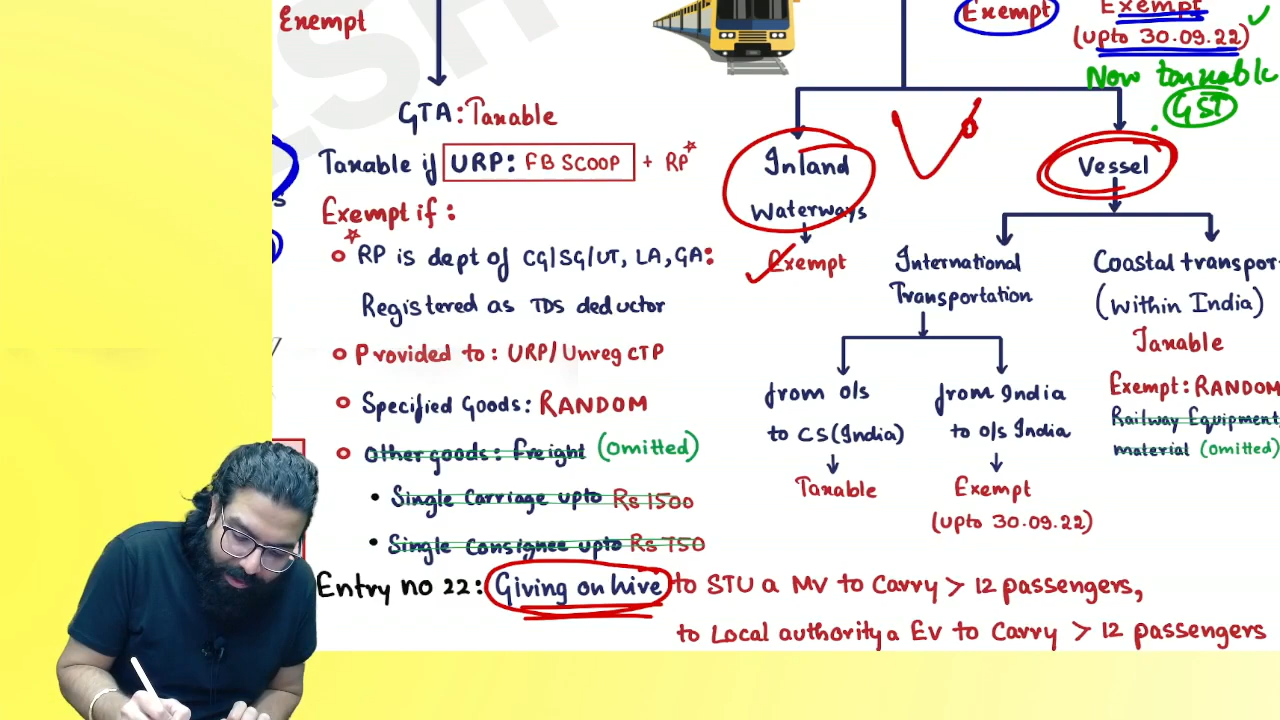 Exempt
GTA: Taxable
Taxable if URP: FB SCOOP + RP*
Exempt if :
RP is dept of CG/SG/UT, LA, GA:
Registered as TDS deductor
Provided to: URP/Unreg CTP
Specified Goods: RANDOM
Other goods: Freight (Omitted)
• Single Carriage upto Rs 1500
• Single Consignee upto Rs 750
Entry no 22: Giving on hire to STU a MV to Carry > 12 passengers,
to Local authority a EV to Carry > 12 passengers
Exempt
Exempt
(upto 30.09.22)
Now taxable
GST
Inland
Waterways
Exempt
Vessel
International
Transportation
from o/s
to CS (India)
Taxable
from India
to o/s India
Exempt
(upto 30.09.22)
Coastal transpor
(within India)
Taxable
Exempt: RANDOM
Railway Equipment,
material (omitted)